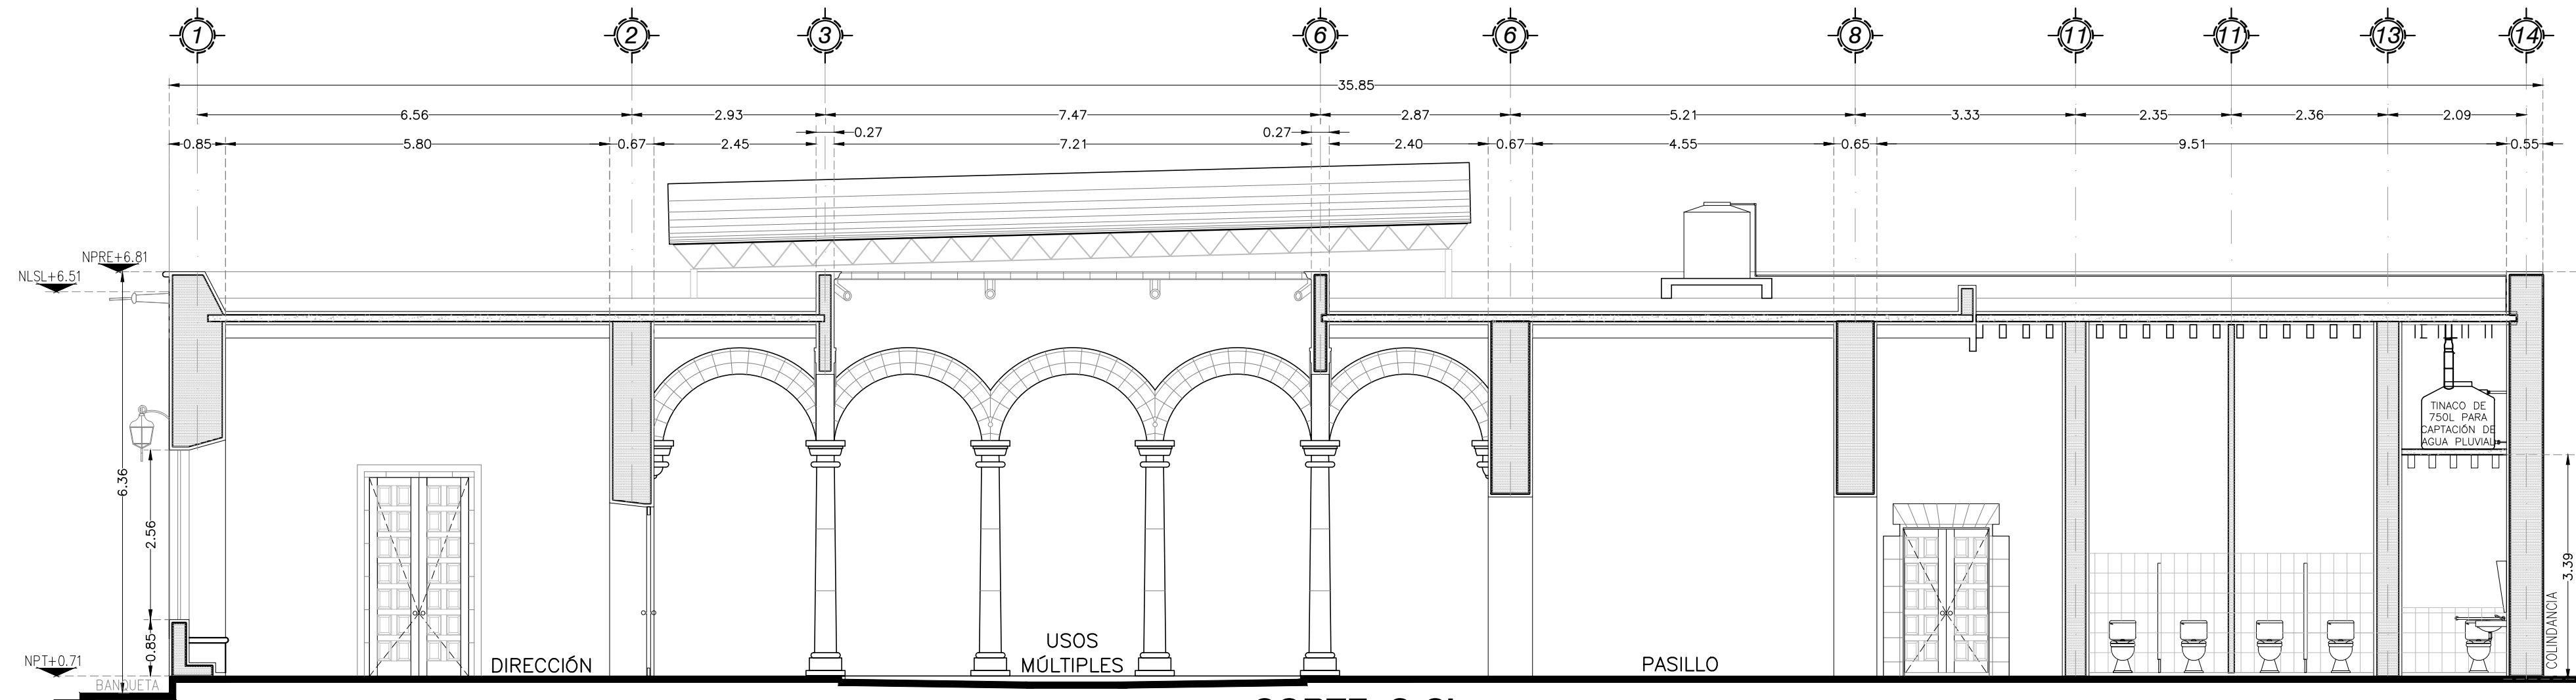 1 2 3 6 6 8 11 11 13 14
35.85
6.56 2.93 7.47 2.87 5.21 3.33 2.35 2.36 2.09
0.27 0.27
0.85 5.80 0.67 2.45 7.21 2.40 0.67 4.55 0.65 9.51 0.55
NPRE+6.81
NLSL+6.51
TINACO DE
750L PARA
CAPTACIÓN DE
AGUA PLUVIAL
6.36
2.56
3.39
0.85
COLINDANCIA
USOS
MÚLTIPLES
DIRECCIÓN
PASILLO
NPT+0.71
BANQUETA